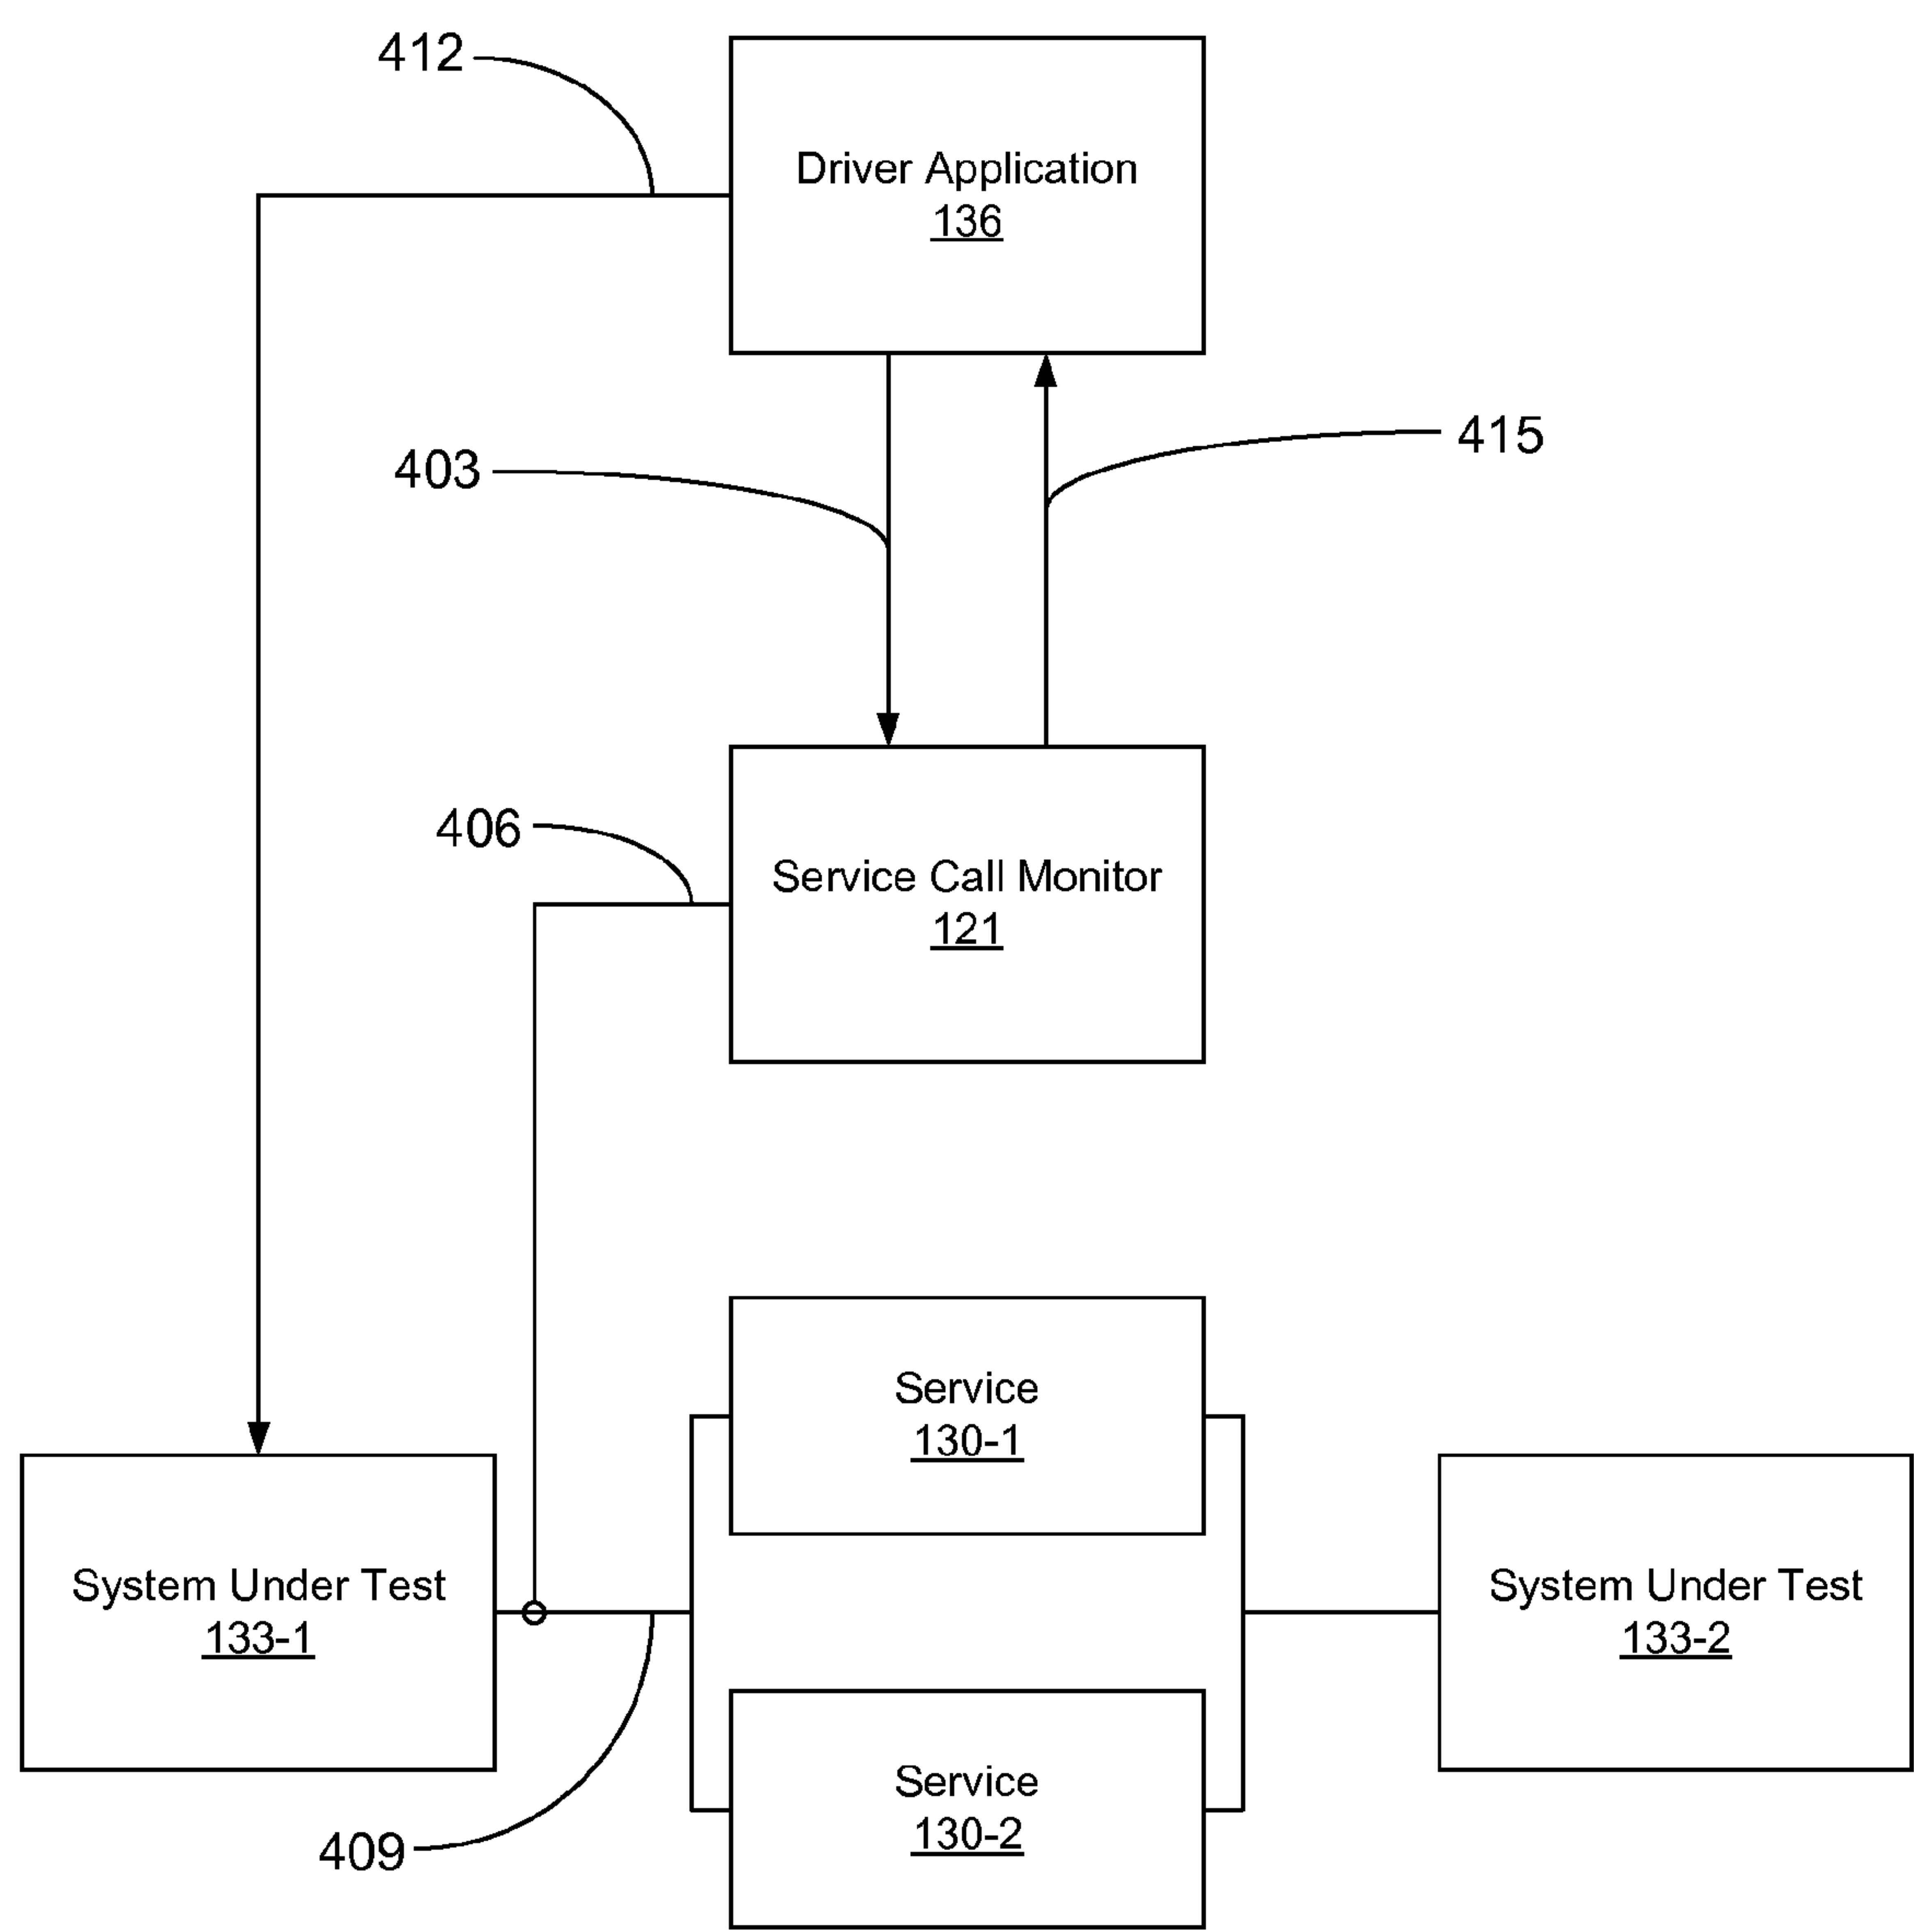 412
Driver Application
136
403
415
406
Service Call Monitor
121
Service
130-1
System Under Test
133-1
System Under Test
133-2
Service
130-2
409